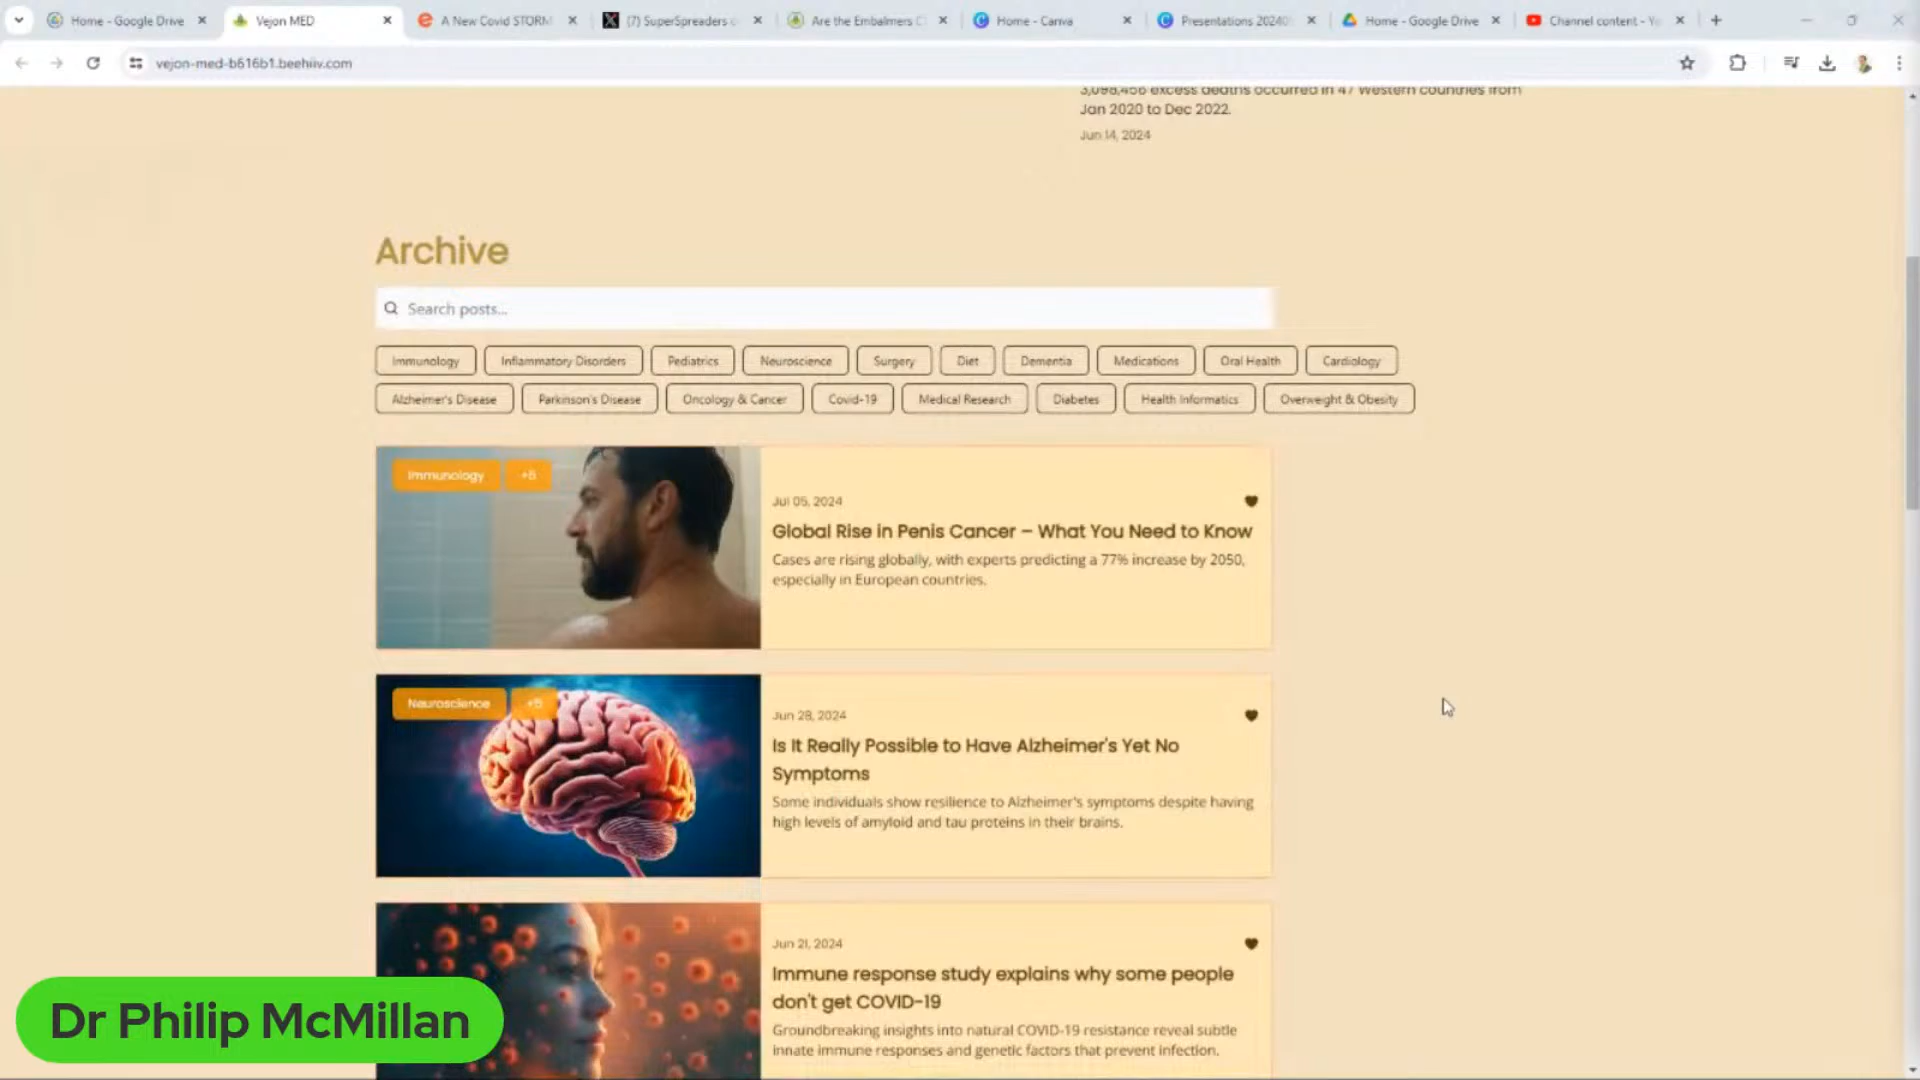 Home - Google Drive
Vejon MED
A New Covid STORM
(7) SuperSpreaders o
Are the Embalmers C
Home - Canva
Presentations 20240
Home - Google Drive
Channel content - Yo
vejon-med-b616b1.beehiiv.com
3,098,456 excess deaths occurred in 47 Western countries from
Jan 2020 to Dec 2022.
Jun 14, 2024
Archive
Search posts...
Immunology
Inflammatory Disorders
Pediatrics
Neuroscience
Surgery
Diet
Dementia
Medications
Oral Health
Cardiology
Alzheimer's Disease
Parkinson's Disease
Oncology & Cancer
Covid-19
Medical Research
Diabetes
Health Informatics
Overweight & Obesity
Immunology
Jul 05, 2024
Global Rise in Penis Cancer – What You Need to Know
Cases are rising globally, with experts predicting a 77% increase by 2050,
especially in European countries.
Neuroscience
Jun 28, 2024
Is It Really Possible to Have Alzheimer's Yet No
Symptoms
Some individuals show resilience to Alzheimer's symptoms despite having
high levels of amyloid and tau proteins in their brains.
Jun 21, 2024
Immune response study explains why some people
don't get COVID-19
Groundbreaking insights into natural COVID-19 resistance reveal subtle
innate immune responses and genetic factors that prevent infection.
Dr Philip McMillan